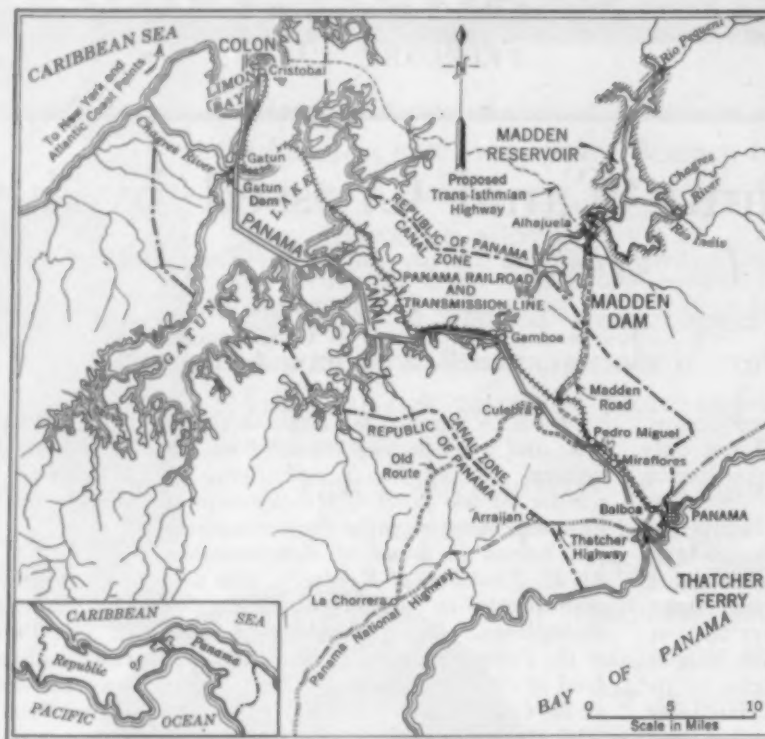 CARIBBEAN SEA
To New York and
Atlantic Coast Points
COLON
Cristobal
LIMON
BAY
Chagres River
Gatun
Gatun
Dam
LAKE
PANAMA
CANAL
GATUN
N
Rio Pequeni
MADDEN
RESERVOIR
Chagres
River
Rio Indio
Proposed
Trans-Isthmian
Highway
Alhajuela
REPUBLIC OF PANAMA
CANAL
ZONE
PANAMA RAILROAD
AND
TRANSMISSION LINE
MADDEN
DAM
Gamboa
Madden
Road
Culebra
Pedro Miguel
Miraflores
REPUBLIC
OF PANAMA
CANAL ZONE
Old
Route
Balboa
PANAMA
Arraijan
Thatcher
Highway
THATCHER
FERRY
La Chorrera
Panama National Highway
BAY OF PANAMA
0 5 10
Scale in Miles
CARIBBEAN SEA
Republic of Panama
PACIFIC OCEAN